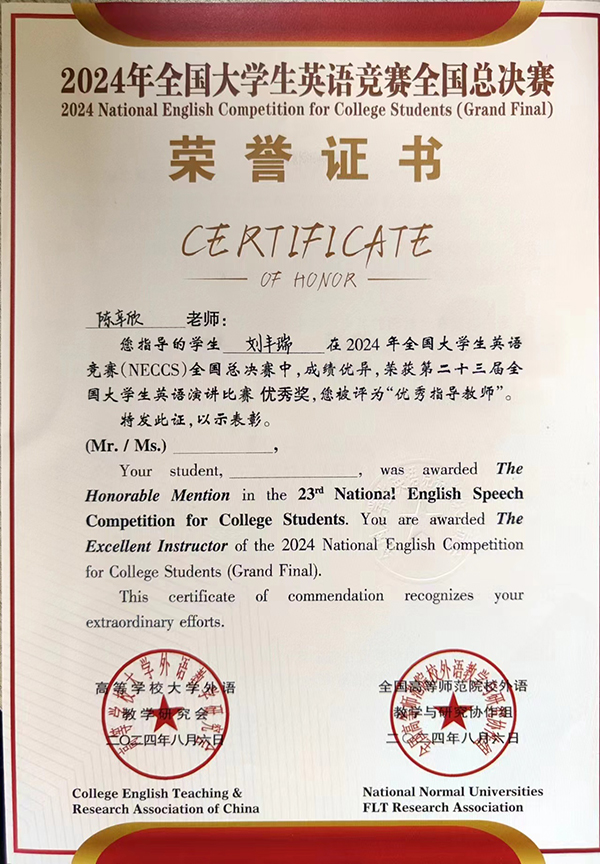 2024年全国大学生英语竞赛全国总决赛
2024 National English Competition for College Students (Grand Final)
荣誉证书
CERTIFICATE
OF HONOR
陈辛欣 老师：
您指导的学生 刘丰瑞 在2024年全国大学生英语
竞赛(NECCS)全国总决赛中,成绩优异,荣获第二十三届全
国大学生英语演讲比赛 优秀奖,您被评为“优秀指导教师”。
特发此证,以示表彰。
(Mr. / Ms.) ____________,
Your student, ____________, was awarded The
Honorable Mention in the 23rd National English Speech
Competition for College Students. You are awarded The
Excellent Instructor of the 2024 National English Competition
for College Students (Grand Final).
This certificate of commendation recognizes your
extraordinary efforts.
高等学校大学外语
教学研究会
二〇二四年八月六日
College English Teaching &
Research Association of China
全国高等师范院校外语
教学与研究协作组
二〇二四年八月六日
National Normal Universities
FLT Research Association